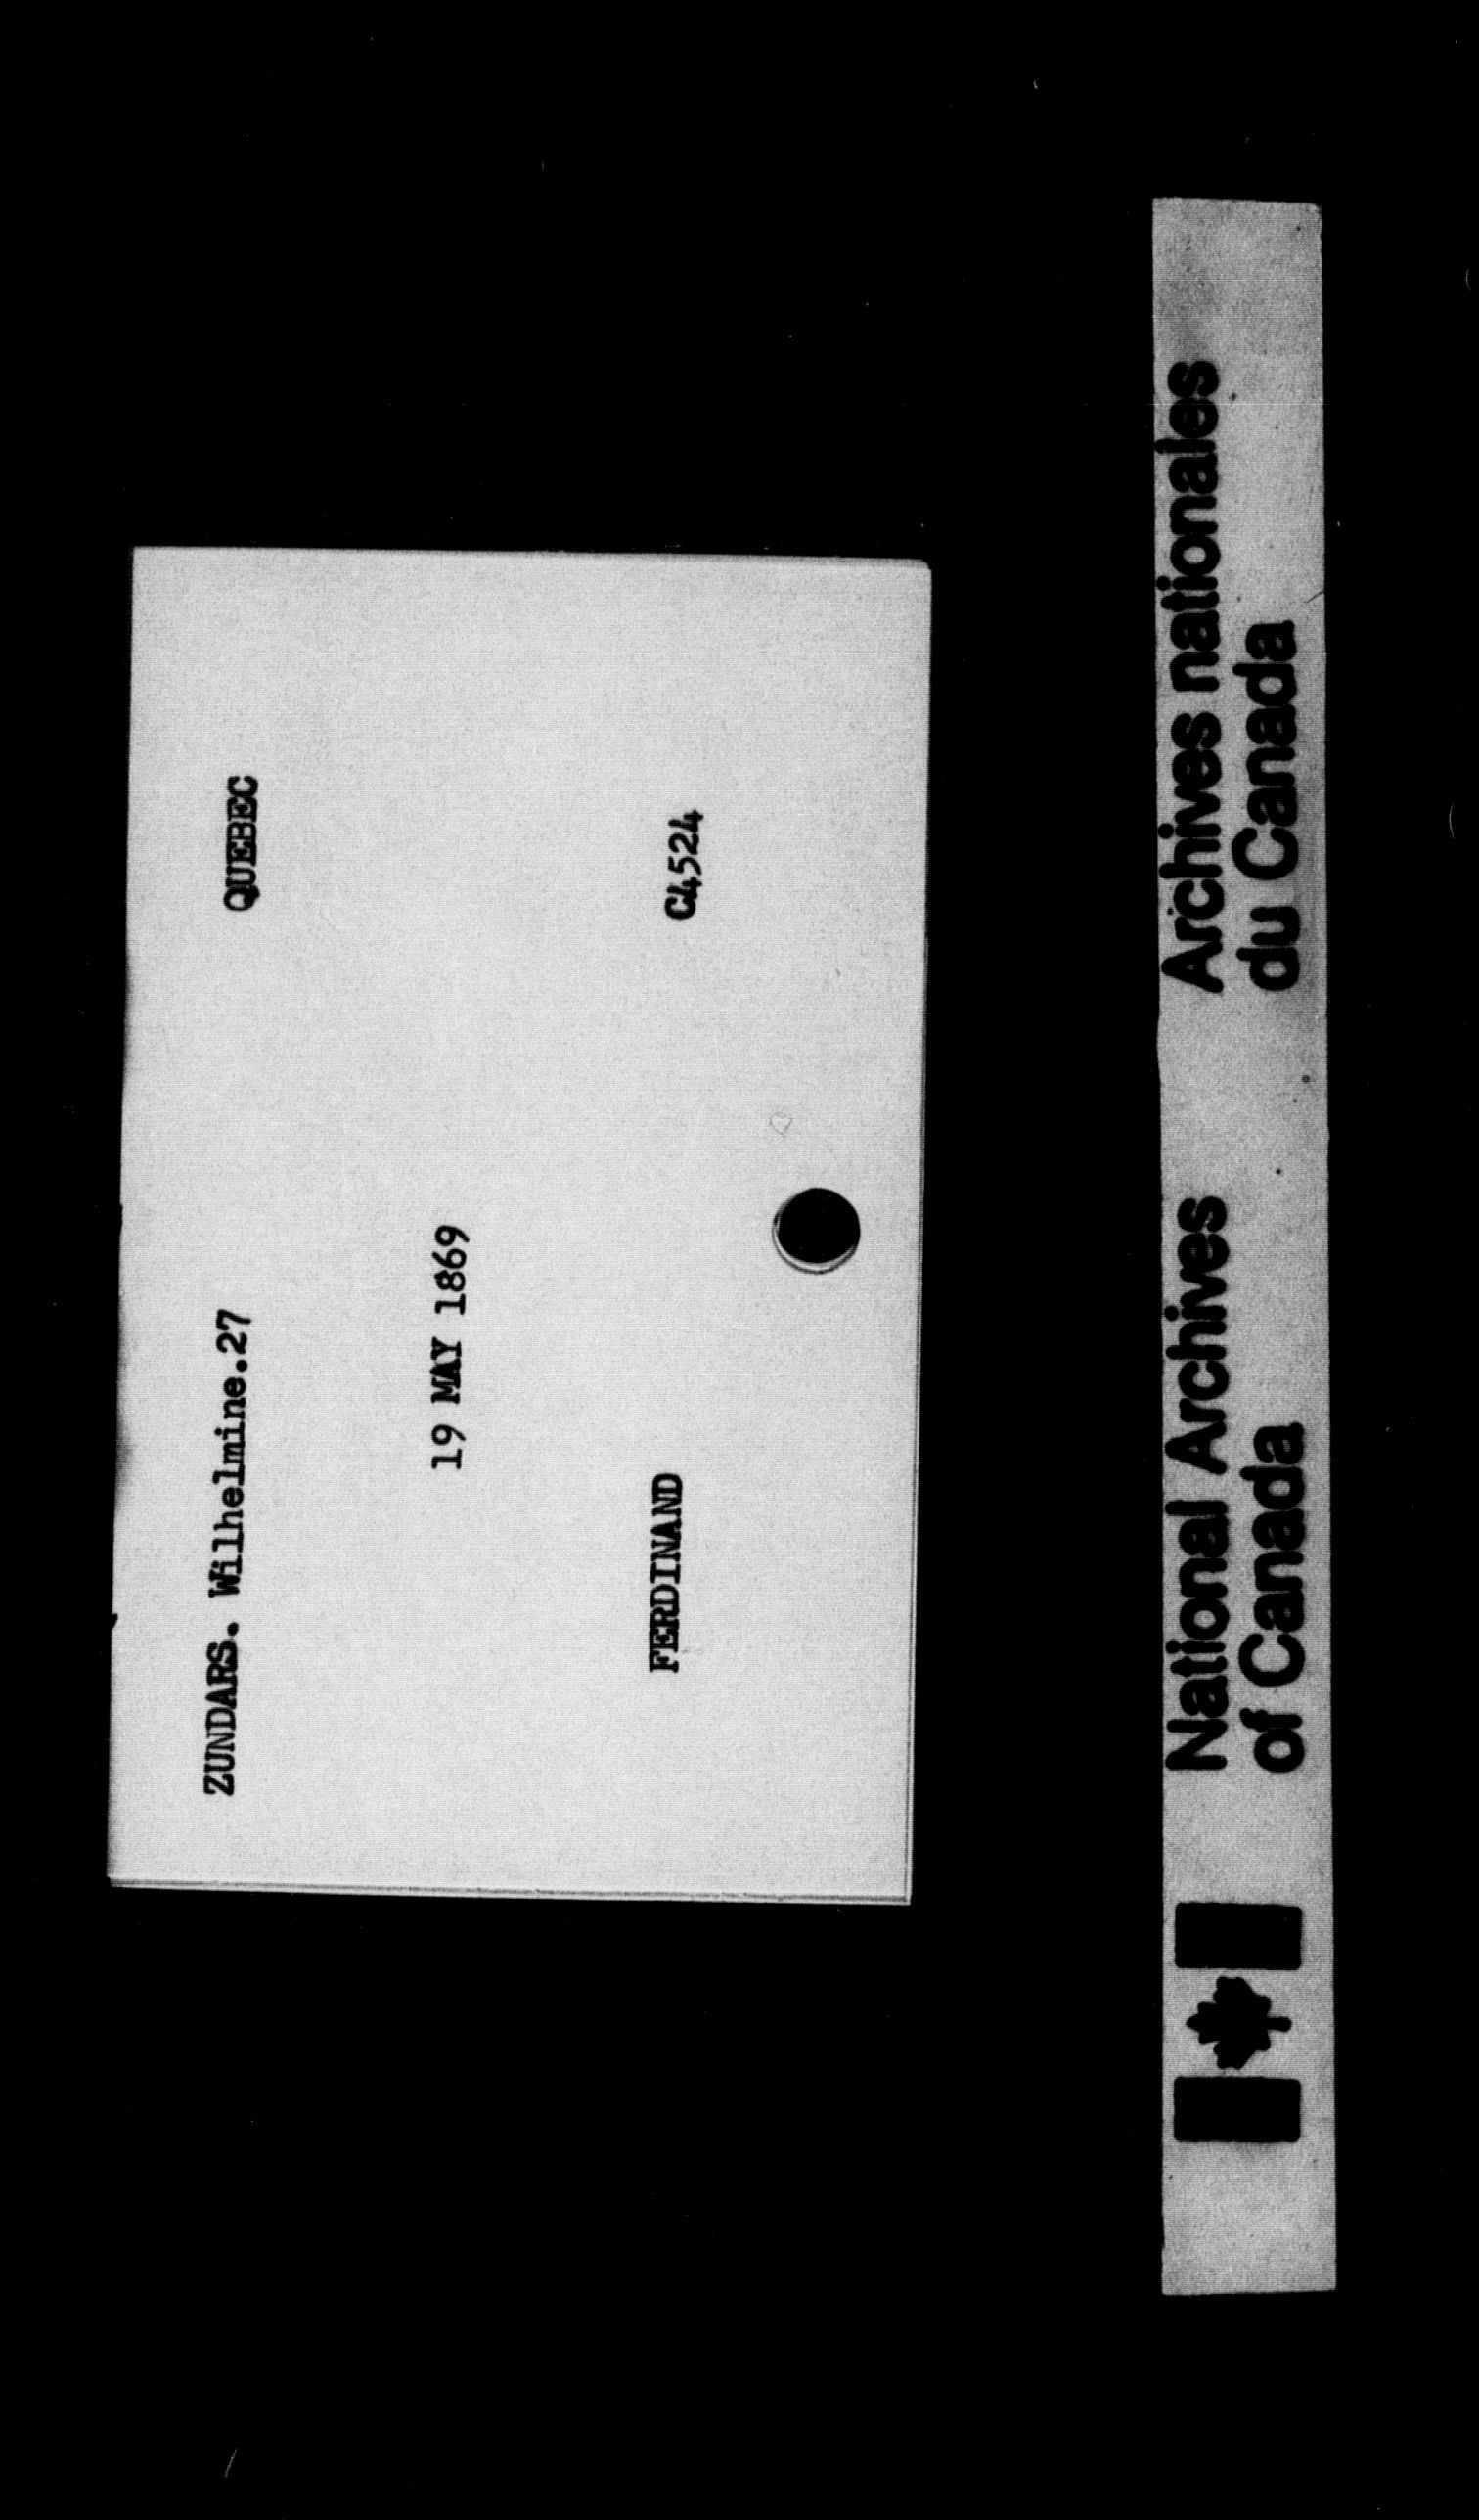 ZUNDARS. Wilhelmine.27 QUEBEC
19 MAY 1869
FERDINAND C4524
National Archives
of Canada
Archives nationales
du Canada